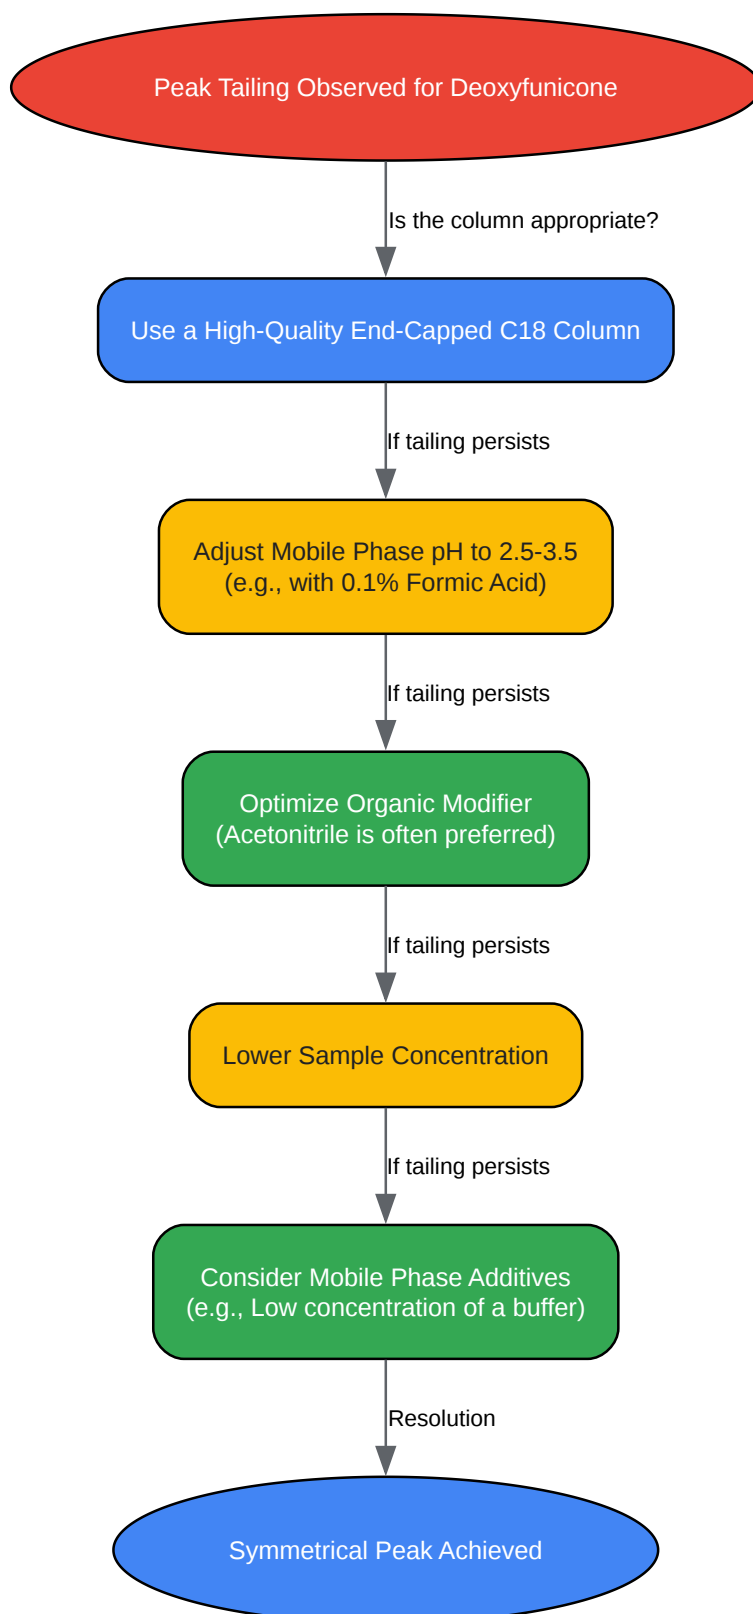 Peak Tailing Observed for Deoxyfunicone
Is the column appropriate?
Use a High-Quality End-Capped C18 Column
If tailing persists
Adjust Mobile Phase pH to 2.5-3.5
(e.g., with 0.1% Formic Acid)
If tailing persists
Optimize Organic Modifier
(Acetonitrile is often preferred)
If tailing persists
Lower Sample Concentration
If tailing persists
Consider Mobile Phase Additives
(e.g., Low concentration of a buffer)
Resolution
Symmetrical Peak Achieved